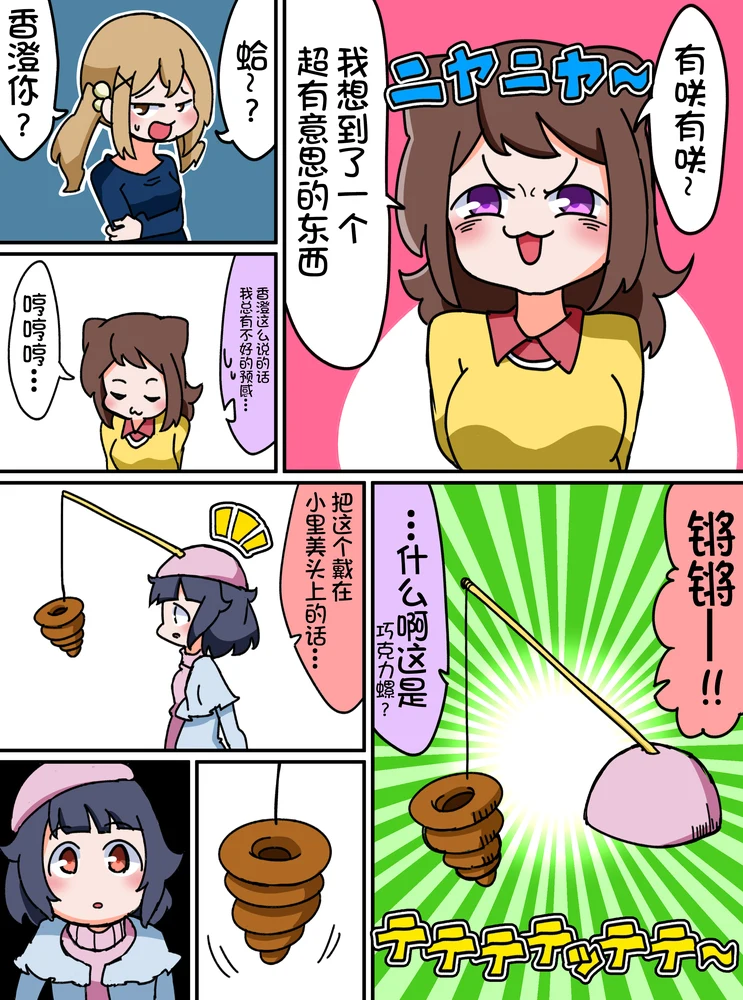 有咲有咲~
ニヤニヤ~
我想到了一个
超有意思的东西
蛤~?
香澄你?
香澄这么说的话
我总有不好的预感…
哼哼哼…
锵锵ー!!
…什么啊这是
巧克力螺?
テテテテッテテ~
把这个戴在
小里美头上的话…